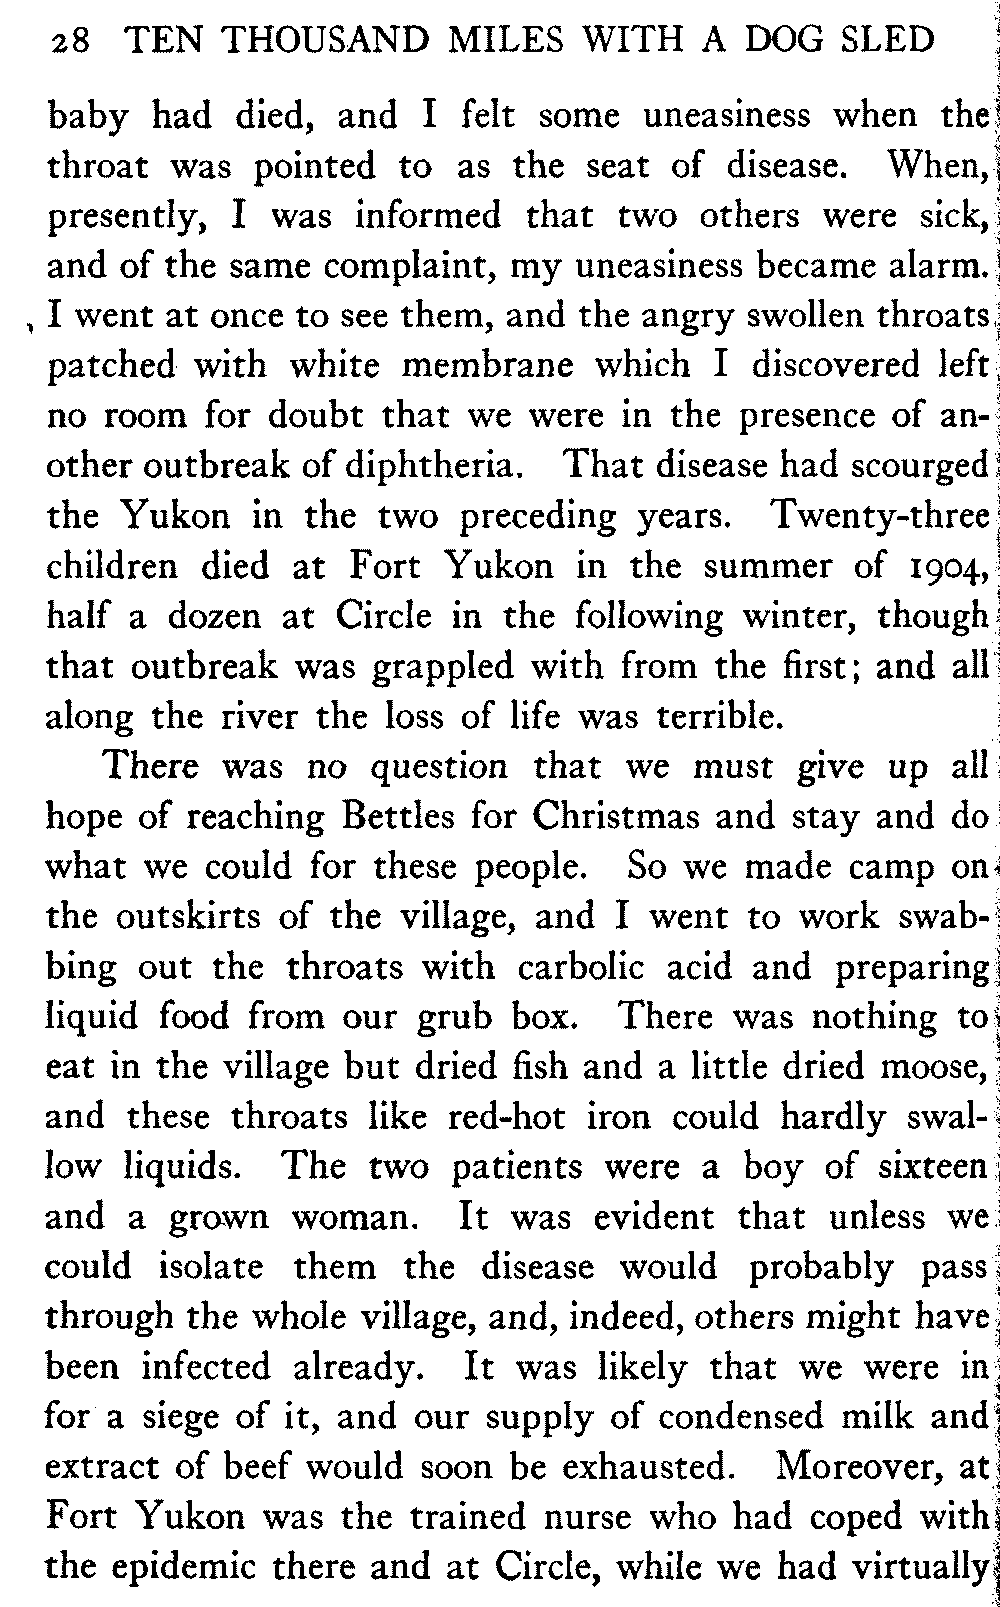 28 TEN THOUSAND MILES WITH A DOG SLED
baby had died, and I felt some uneasiness when the
throat was pointed to as the seat of disease. When,
presently, I was informed that two others were sick,
and of the same complaint, my uneasiness became alarm.
I went at once to see them, and the angry swollen throats
patched with white membrane which I discovered left
no room for doubt that we were in the presence of an-
other outbreak of diphtheria. That disease had scourged
the Yukon in the two preceding years. Twenty-three
children died at Fort Yukon in the summer of 1904,
half a dozen at Circle in the following winter, though
that outbreak was grappled with from the first; and all
along the river the loss of life was terrible.
There was no question that we must give up all
hope of reaching Bettles for Christmas and stay and do
what we could for these people. So we made camp on
the outskirts of the village, and I went to work swab-
bing out the throats with carbolic acid and preparing
liquid food from our grub box. There was nothing to
eat in the village but dried fish and a little dried moose,
and these throats like red-hot iron could hardly swal-
low liquids. The two patients were a boy of sixteen
and a grown woman. It was evident that unless we
could isolate them the disease would probably pass
through the whole village, and, indeed, others might have
been infected already. It was likely that we were in
for a siege of it, and our supply of condensed milk and
extract of beef would soon be exhausted. Moreover, at
Fort Yukon was the trained nurse who had coped with
the epidemic there and at Circle, while we had virtually